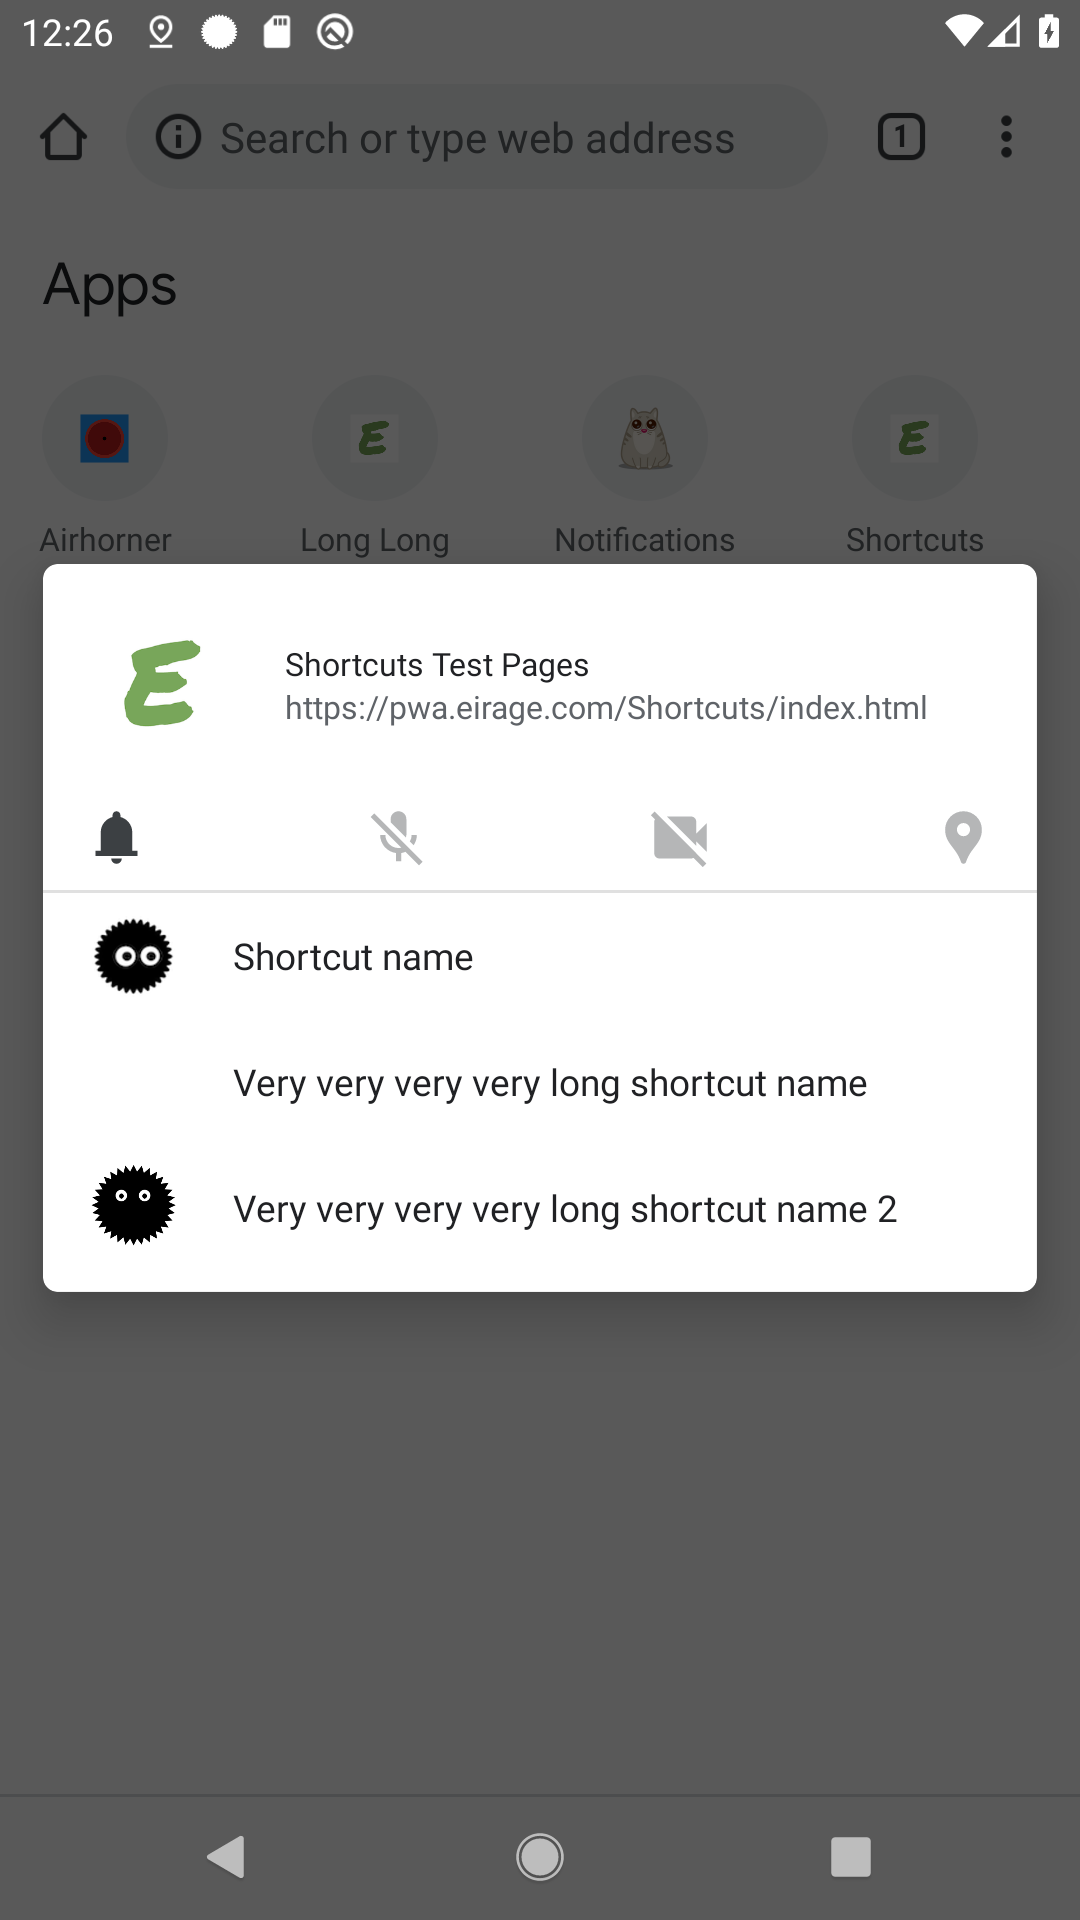 12:26
Search or type web address
1
Apps
Airhorner
Long Long
Notifications
Shortcuts
E
Shortcuts Test Pages
https://pwa.eirage.com/Shortcuts/index.html
Shortcut name
Very very very very long shortcut name
Very very very very long shortcut name 2